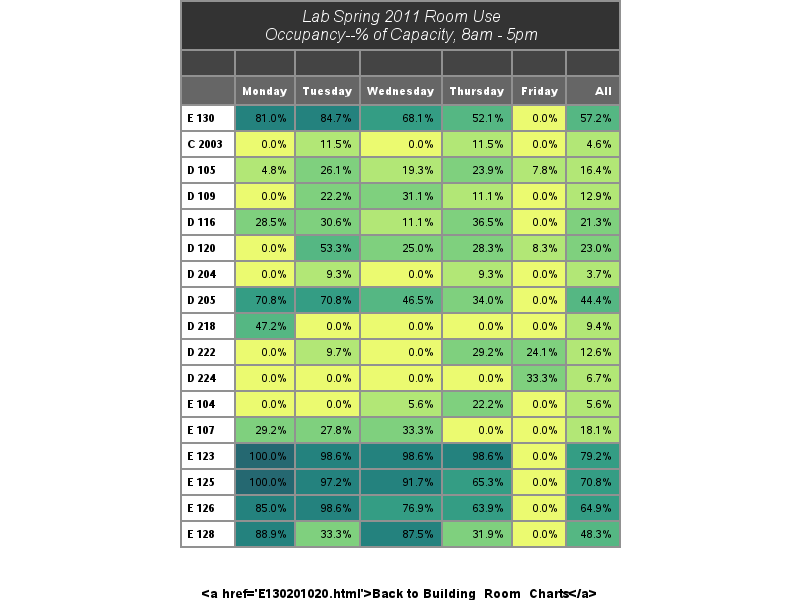 Lab Spring 2011 Room Use
Occupancy--% of Capacity, 8am - 5pm
Monday Tuesday Wednesday Thursday Friday All
E 130 81.0% 84.7% 68.1% 52.1% 0.0% 57.2%
C 2003 0.0% 11.5% 0.0% 11.5% 0.0% 4.6%
D 105 4.8% 26.1% 19.3% 23.9% 7.8% 16.4%
D 109 0.0% 22.2% 31.1% 11.1% 0.0% 12.9%
D 116 28.5% 30.6% 11.1% 36.5% 0.0% 21.3%
D 120 0.0% 53.3% 25.0% 28.3% 8.3% 23.0%
D 204 0.0% 9.3% 0.0% 9.3% 0.0% 3.7%
D 205 70.8% 70.8% 46.5% 34.0% 0.0% 44.4%
D 218 47.2% 0.0% 0.0% 0.0% 0.0% 9.4%
D 222 0.0% 9.7% 0.0% 29.2% 24.1% 12.6%
D 224 0.0% 0.0% 0.0% 0.0% 33.3% 6.7%
E 104 0.0% 0.0% 5.6% 22.2% 0.0% 5.6%
E 107 29.2% 27.8% 33.3% 0.0% 0.0% 18.1%
E 123 100.0% 98.6% 98.6% 98.6% 0.0% 79.2%
E 125 100.0% 97.2% 91.7% 65.3% 0.0% 70.8%
E 126 85.0% 98.6% 76.9% 63.9% 0.0% 64.9%
E 128 88.9% 33.3% 87.5% 31.9% 0.0% 48.3%
<a href='E130201020.html'>Back to Building_Room_Charts</a>